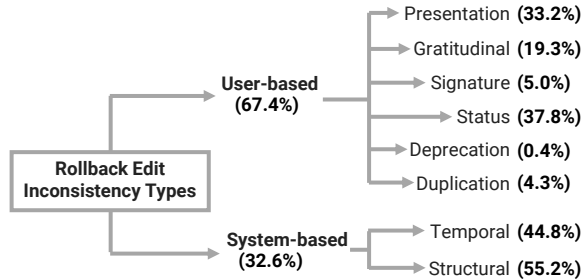 Rollback Edit
Inconsistency Types
User-based
(67.4%)
Presentation (33.2%)
Gratitudinal (19.3%)
Signature (5.0%)
Status (37.8%)
Deprecation (0.4%)
Duplication (4.3%)
System-based
(32.6%)
Temporal (44.8%)
Structural (55.2%)